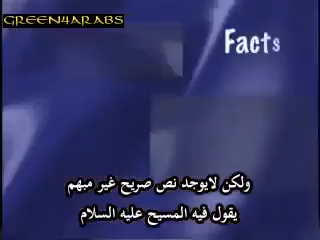 GREEN4ARABS
Facts
ولكن لايوجد نص صريح غير مبهم
يقول فيه المسيح عليه السلام